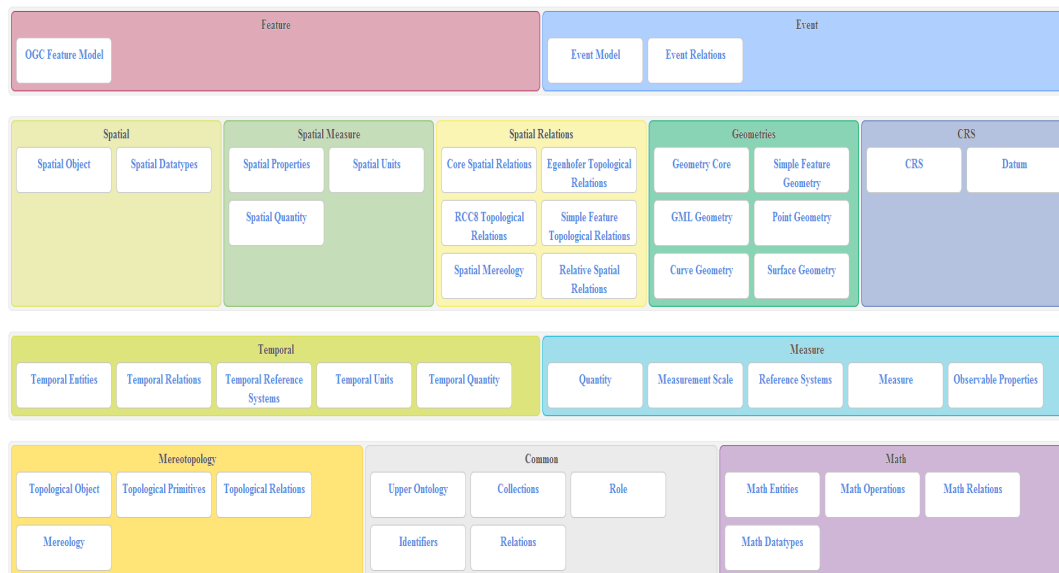 Feature
OGC Feature Model
Event
Event Model
Event Relations
Spatial
Spatial Object
Spatial Datatypes
Spatial Measure
Spatial Properties
Spatial Units
Spatial Quantity
Spatial Relations
Core Spatial Relations
Egenhofer Topological
Relations
RCC8 Topological
Relations
Simple Feature
Topological Relations
Spatial Mereology
Relative Spatial
Relations
Geometries
Geometry Core
Simple Feature
Geometry
GML Geometry
Point Geometry
Curve Geometry
Surface Geometry
CRS
CRS
Datum
Temporal
Temporal Entities
Temporal Relations
Temporal Reference
Systems
Temporal Units
Temporal Quantity
Measure
Quantity
Measurement Scale
Reference Systems
Measure
Observable Properties
Mereotopology
Topological Object
Topological Primitives
Topological Relations
Mereology
Common
Upper Ontology
Collections
Role
Identifiers
Relations
Math
Math Entities
Math Operations
Math Relations
Math Datatypes